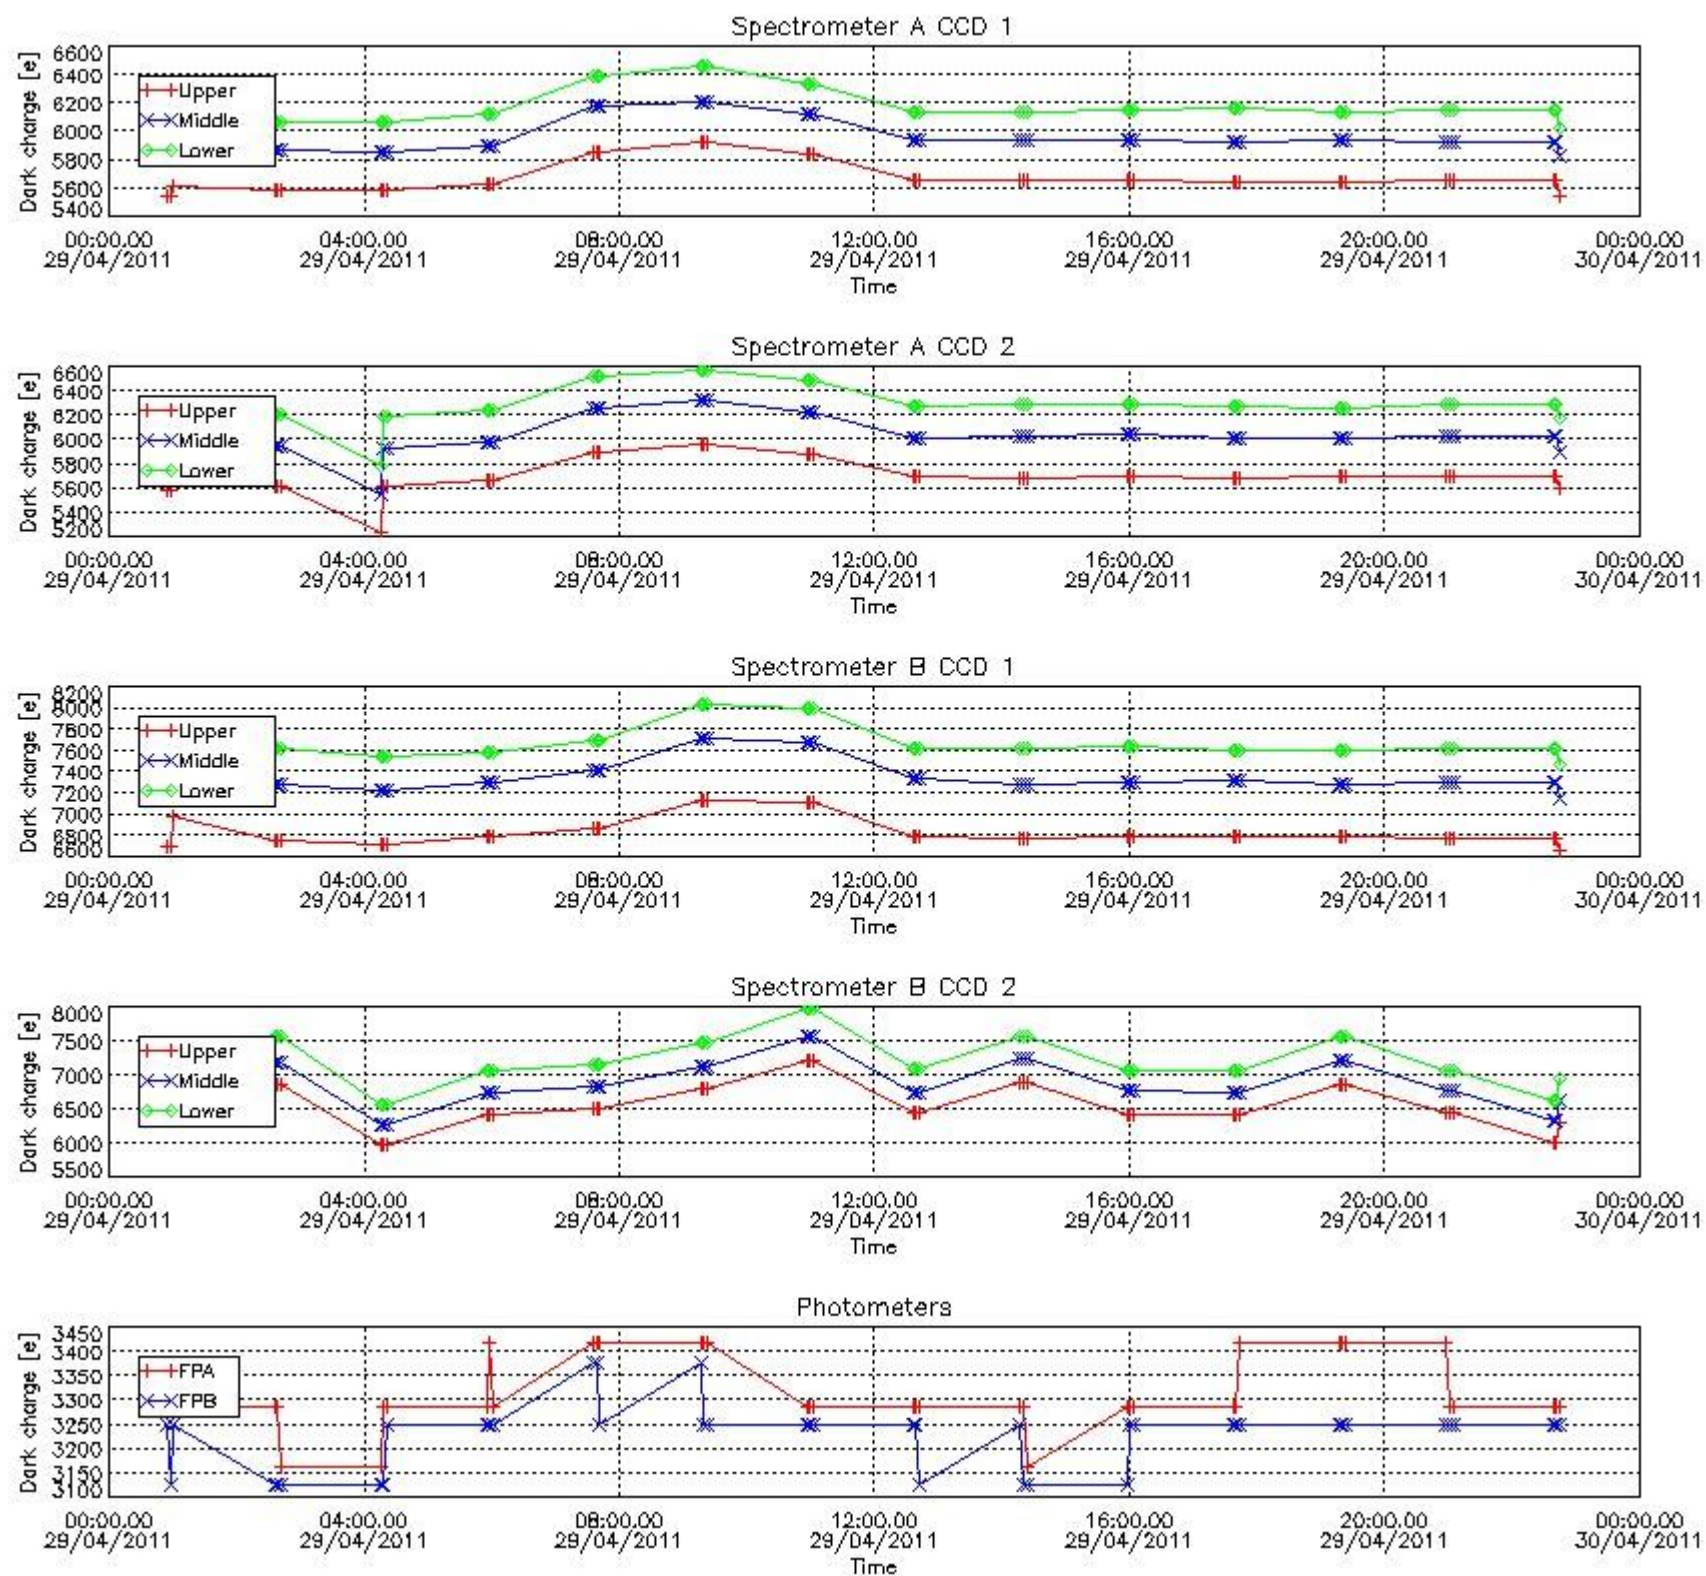 Spectrometer A CCD 1
Dark charge [e]
6600
6400
6200
6000
5800
5600
5400
Upper
Middle
Lower
00:00.00 04:00.00 08:00.00 12:00.00 16:00.00 20:00.00 00:00.00
29/04/2011 29/04/2011 29/04/2011 29/04/2011 29/04/2011 29/04/2011 30/04/2011
Time
Spectrometer A CCD 2
Dark charge [e]
6600
6400
6200
6000
5800
5600
5400
5200
Upper
Middle
Lower
00:00.00 04:00.00 08:00.00 12:00.00 16:00.00 20:00.00 00:00.00
29/04/2011 29/04/2011 29/04/2011 29/04/2011 29/04/2011 29/04/2011 30/04/2011
Time
Spectrometer B CCD 1
Dark charge [e]
8200
8000
7800
7600
7400
7200
7000
6800
6600
Upper
Middle
Lower
00:00.00 04:00.00 08:00.00 12:00.00 16:00.00 20:00.00 00:00.00
29/04/2011 29/04/2011 29/04/2011 29/04/2011 29/04/2011 29/04/2011 30/04/2011
Time
Spectrometer B CCD 2
Dark charge [e]
8000
7500
7000
6500
6000
5500
Upper
Middle
Lower
00:00.00 04:00.00 08:00.00 12:00.00 16:00.00 20:00.00 00:00.00
29/04/2011 29/04/2011 29/04/2011 29/04/2011 29/04/2011 29/04/2011 30/04/2011
Time
Photometers
Dark charge [e]
3450
3400
3350
3300
3250
3200
3150
3100
FPA
FPB
00:00.00 04:00.00 08:00.00 12:00.00 16:00.00 20:00.00 00:00.00
29/04/2011 29/04/2011 29/04/2011 29/04/2011 29/04/2011 29/04/2011 30/04/2011
Time